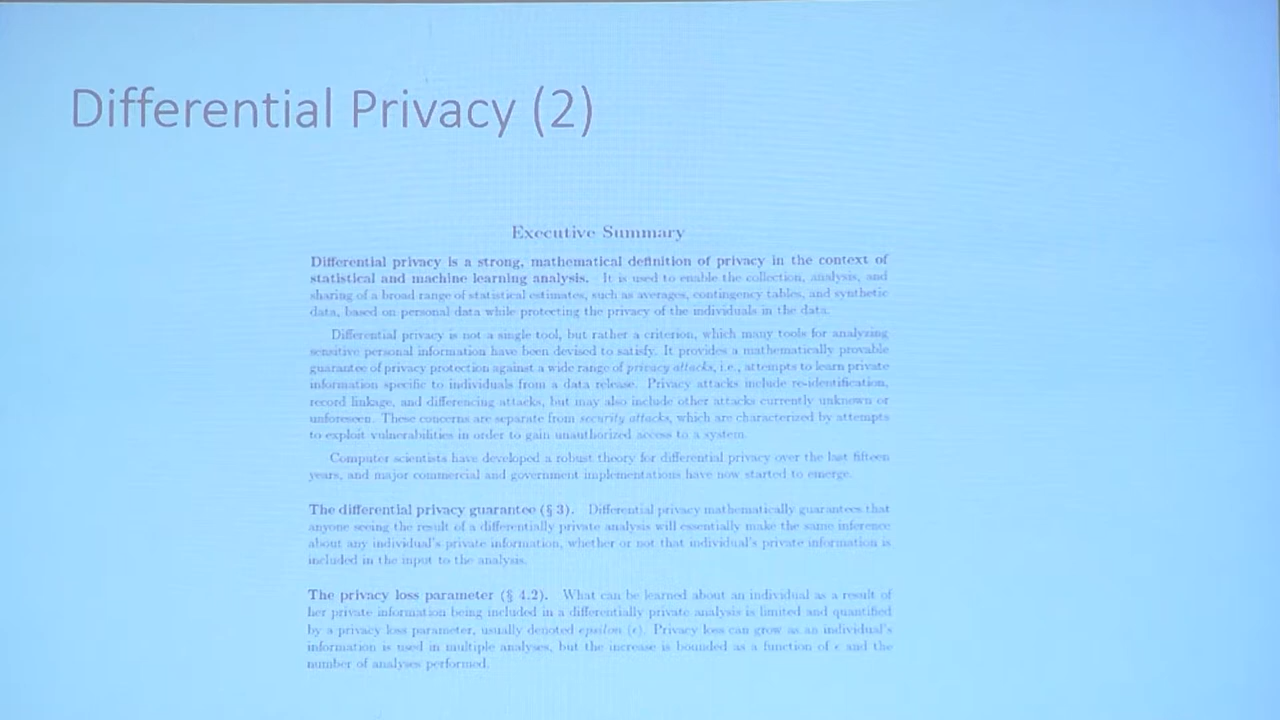 Differential Privacy (2)
Executive Summary
Differential privacy is a strong, mathematical definition of privacy in the context of
statistical and machine learning analysis. It is used to enable the collection, analysis, and
sharing of a broad range of statistical estimates, such as averages, contingency tables, and synthetic
data, based on personal data while protecting the privacy of the individuals in the data.
Differential privacy is not a single tool, but rather a criterion, which many tools for analyzing
sensitive personal information have been devised to satisfy. It provides a mathematically provable
guarantee of privacy protection against a wide range of privacy attacks, i.e., attempts to learn private
information specific to individuals from a data release. Privacy attacks include re-identification,
record linkage, and differencing attacks, but may also include other attacks currently unknown or
unforeseen. These concerns are separate from security attacks, which are characterized by attempts
to exploit vulnerabilities in order to gain unauthorized access to a system.
Computer scientists have developed a robust theory for differential privacy over the last fifteen
years, and major commercial and government implementations have now started to emerge.
The differential privacy guarantee (§ 3). Differential privacy mathematically guarantees that
anyone seeing the result of a differentially private analysis will essentially make the same inference
about any individual's private information, whether or not that individual's private information is
included in the input to the analysis.
The privacy loss parameter (§ 4.2). What can be learned about an individual as a result of
her private information being included in a differentially private analysis is limited and quantified
by a privacy loss parameter, usually denoted epsilon (ϵ). Privacy loss can grow as an individual's
information is used in multiple analyses, but the increase is bounded as a function of ϵ and the
number of analyses performed.